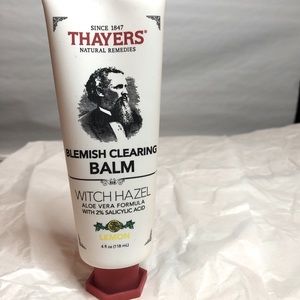 SINCE 1847
THAYERS®
NATURAL REMEDIES
BLEMISH CLEARING
BALM
WITCH HAZEL
ALOE VERA FORMULA
WITH 2% SALICYLIC ACID
LEMON
4 fl oz (118 mL)